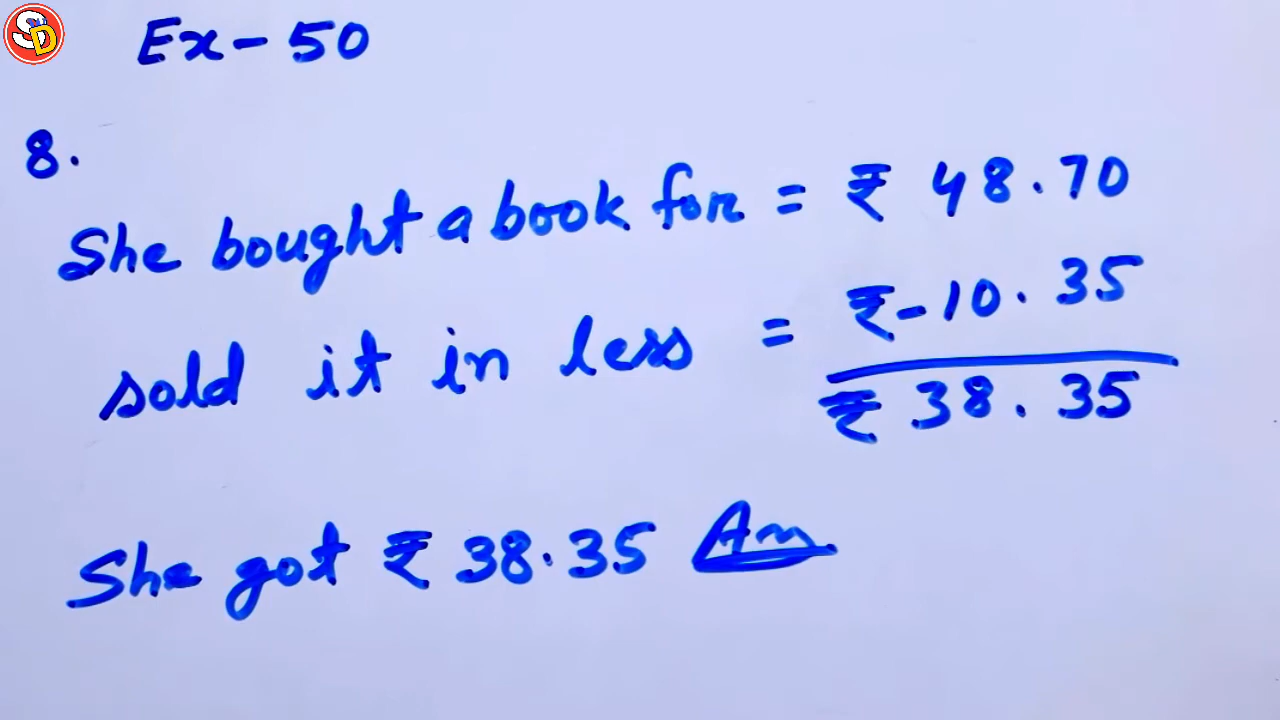 SMD
Ex - 50
8.
She bought a book for = ₹ 48.70
sold it in less = ₹ - 10.35
₹ 38.35
She got ₹ 38.35 Ans